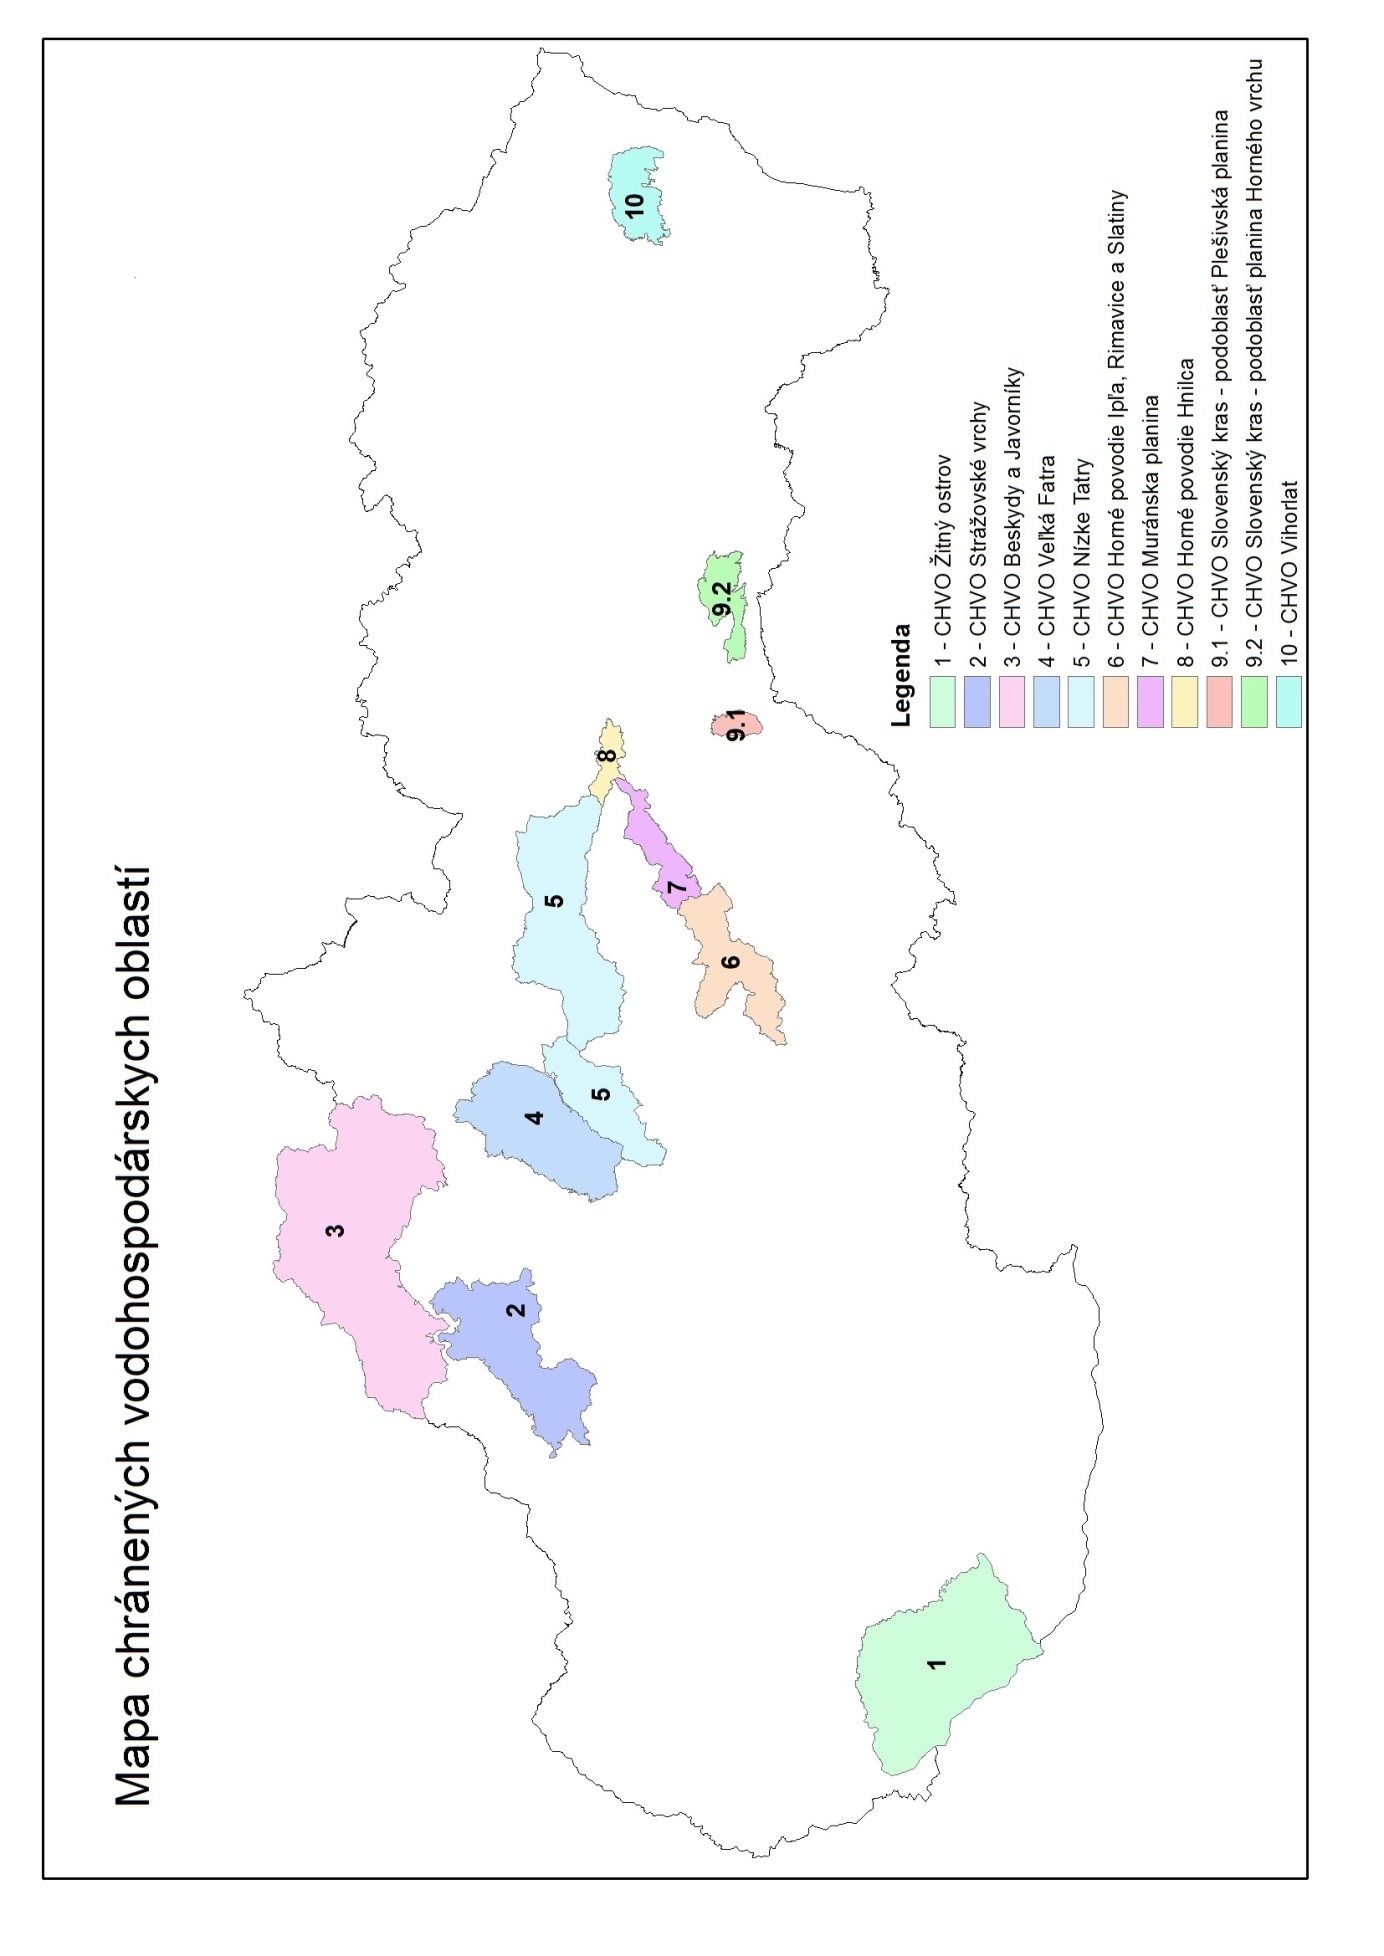 Mapa chránených vodohospodárskych oblastí
3
2
4
5
5
8
7
6
9.1
9.2
10
1
Legenda
1 - CHVO Žitný ostrov
2 - CHVO Strážovské vrchy
3 - CHVO Beskydy a Javorníky
4 - CHVO Veľká Fatra
5 - CHVO Nízke Tatry
6 - CHVO Horné povodie Ipľa, Rimavice a Slatiny
7 - CHVO Muránska planina
8 - CHVO Horné povodie Hnilca
9.1 - CHVO Slovenský kras - podoblasť Plešivská planina
9.2 - CHVO Slovenský kras - podoblasť planina Horného vrchu
10 - CHVO Vihorlat